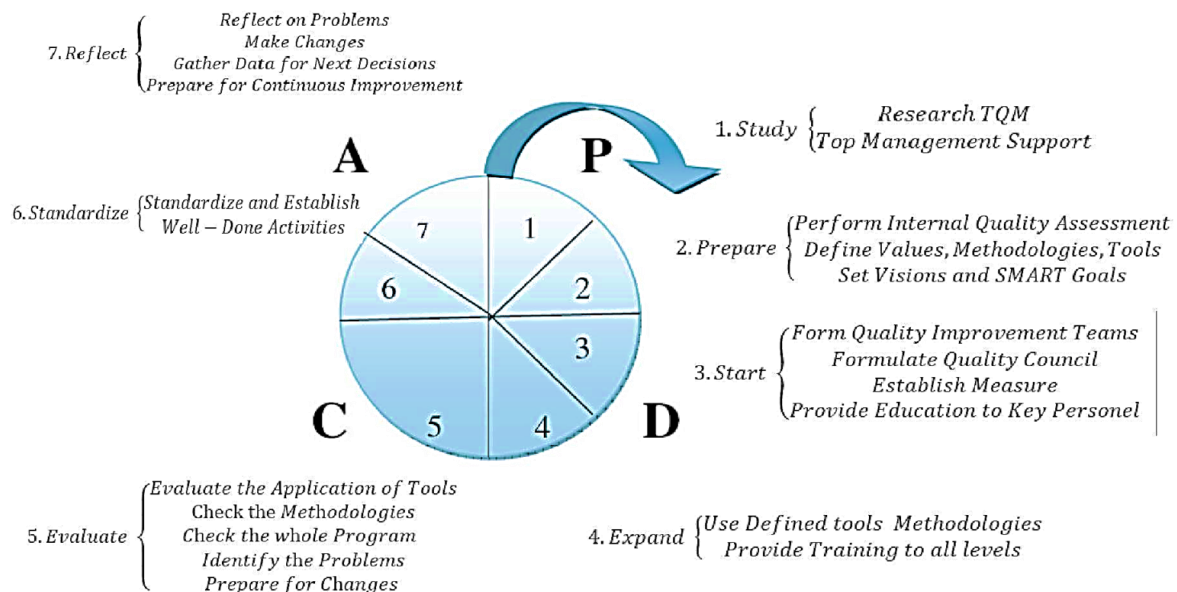 7. Reflect
Reflect on Problems
Make Changes
Gather Data for Next Decisions
Prepare for Continuous Improvement
A
P
1. Study
Research TQM
Top Management Support
6. Standardize
Standardize and Establish
Well – Done Activities
2. Prepare
Perform Internal Quality Assessment
Define Values, Methodologies, Tools
Set Visions and SMART Goals
7
1
6
2
3
5
4
3. Start
Form Quality Improvement Teams
Formulate Quality Council
Establish Measure
Provide Education to Key Personel
C
D
5. Evaluate
Evaluate the Application of Tools
Check the Methodologies
Check the whole Program
Identify the Problems
Prepare for Changes
4. Expand
Use Defined tools Methodologies
Provide Training to all levels